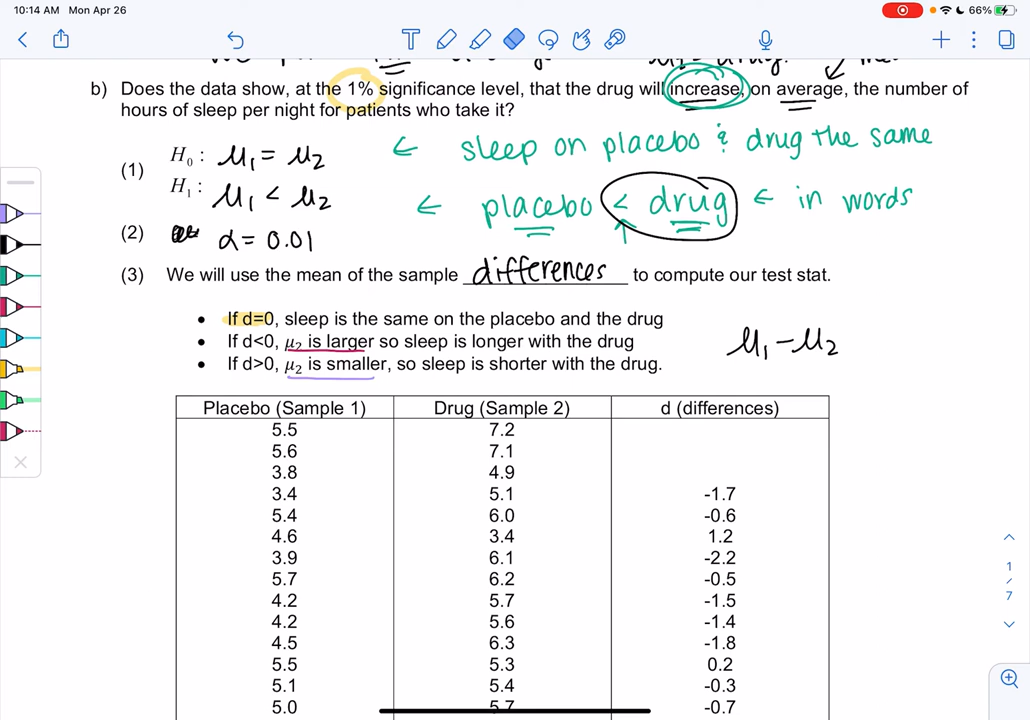 10:14 AM Mon Apr 26
66%
b) Does the data show, at the 1% significance level, that the drug will increase, on average, the number of
hours of sleep per night for patients who take it?
(1)
H₀: μ₁ = μ₂ ← sleep on placebo & drug the same
H₁: μ₁ < μ₂ ← placebo < drug ← in words
(2) α = 0.01
(3) We will use the mean of the sample differences to compute our test stat.
• If d=0, sleep is the same on the placebo and the drug
• If d<0, μ₂ is larger so sleep is longer with the drug
• If d>0, μ₂ is smaller, so sleep is shorter with the drug.
μ₁ - μ₂
Placebo (Sample 1) Drug (Sample 2) d (differences)
5.5 7.2
5.6 7.1
3.8 4.9
3.4 5.1 -1.7
5.4 6.0 -0.6
4.6 3.4 1.2
3.9 6.1 -2.2
5.7 6.2 -0.5
4.2 5.7 -1.5
4.2 5.6 -1.4
4.5 6.3 -1.8
5.5 5.3 0.2
5.1 5.4 -0.3
5.0 5.7 -0.7
1
/
7